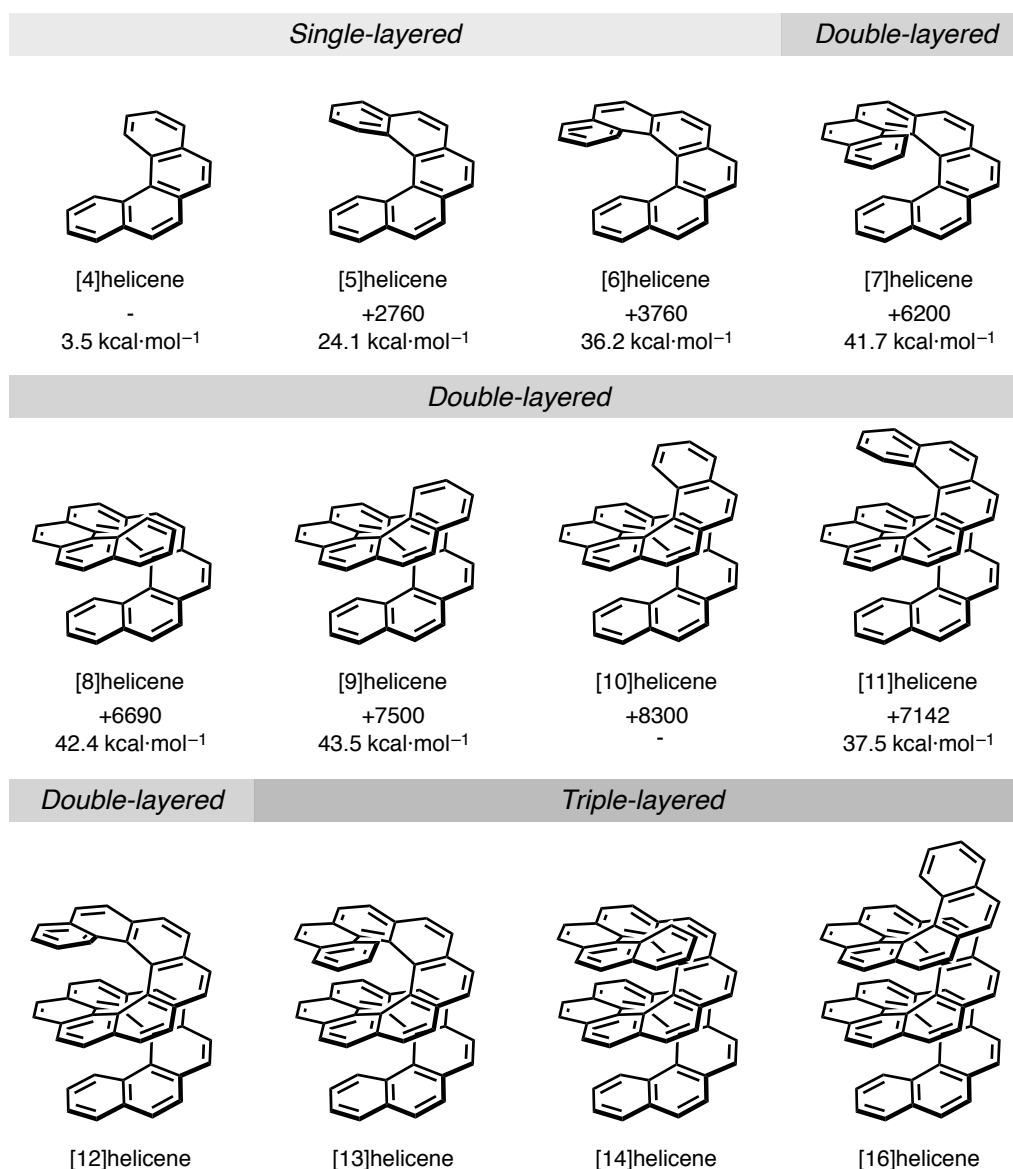 Single-layered Double-layered
[4]helicene [5]helicene [6]helicene [7]helicene
- +2760 +3760 +6200
3.5 kcal·mol⁻¹ 24.1 kcal·mol⁻¹ 36.2 kcal·mol⁻¹ 41.7 kcal·mol⁻¹
Double-layered
[8]helicene [9]helicene [10]helicene [11]helicene
+6690 +7500 +8300 +7142
42.4 kcal·mol⁻¹ 43.5 kcal·mol⁻¹ - 37.5 kcal·mol⁻¹
Double-layered Triple-layered
[12]helicene [13]helicene [14]helicene [16]helicene